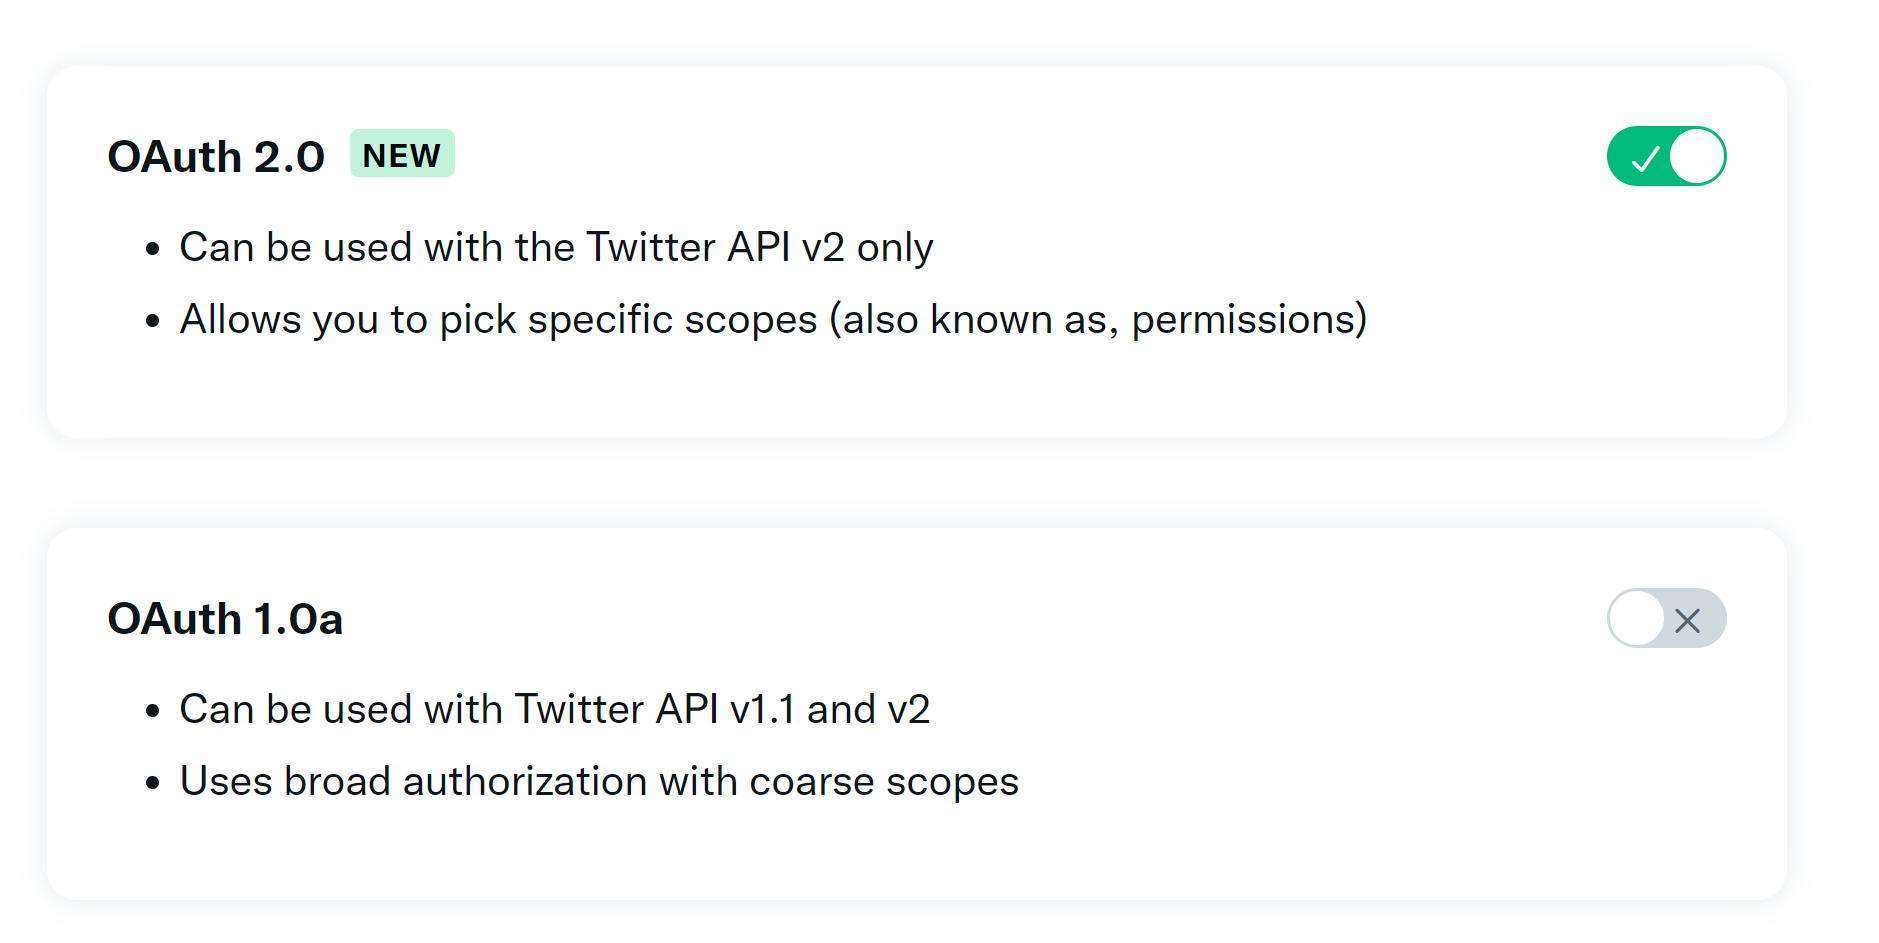 OAuth 2.0 NEW
Can be used with the Twitter API v2 only
Allows you to pick specific scopes (also known as, permissions)
OAuth 1.0a
Can be used with Twitter API v1.1 and v2
Uses broad authorization with coarse scopes